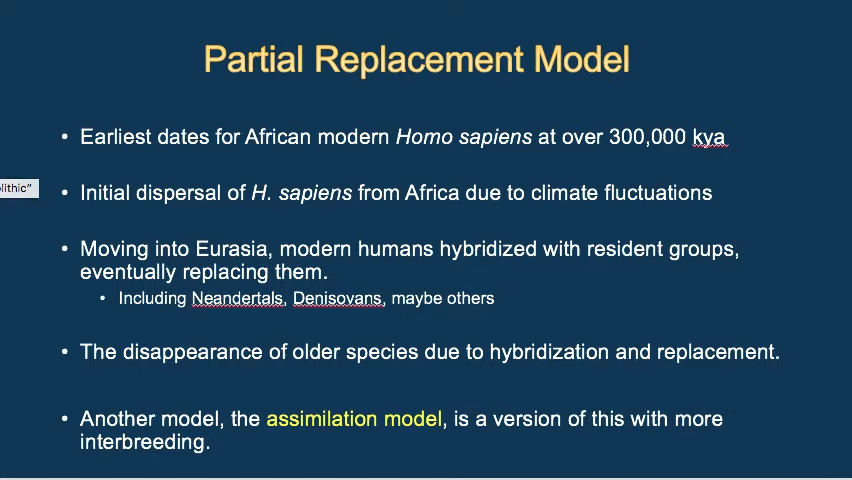 Partial Replacement Model
• Earliest dates for African modern Homo sapiens at over 300,000 kya
lithic”
• Initial dispersal of H. sapiens from Africa due to climate fluctuations
• Moving into Eurasia, modern humans hybridized with resident groups,
eventually replacing them.
• Including Neandertals, Denisovans, maybe others
• The disappearance of older species due to hybridization and replacement.
• Another model, the assimilation model, is a version of this with more
interbreeding.